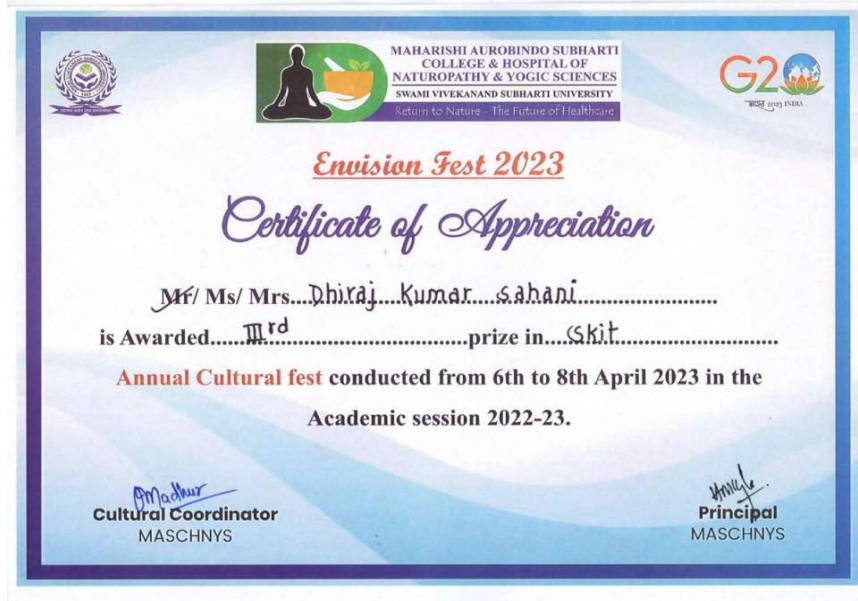 MAHARISHI AUROBINDO SUBHARTI
COLLEGE & HOSPITAL OF
NATUROPATHY & YOGIC SCIENCES
SWAMI VIVEKANAND SUBHARTI UNIVERSITY
Return to Nature - The Future of Healthcare
G20
भारत 2023 INDIA
Envision Fest 2023
Certificate of Appreciation
Mr/ Ms/ Mrs...Dhiraj Kumar sahani
is Awarded......IIIrd......prize in....Skit......
Annual Cultural fest conducted from 6th to 8th April 2023 in the
Academic session 2022-23.
Madhur
Cultural Coordinator
MASCHNYS
Principal
MASCHNYS